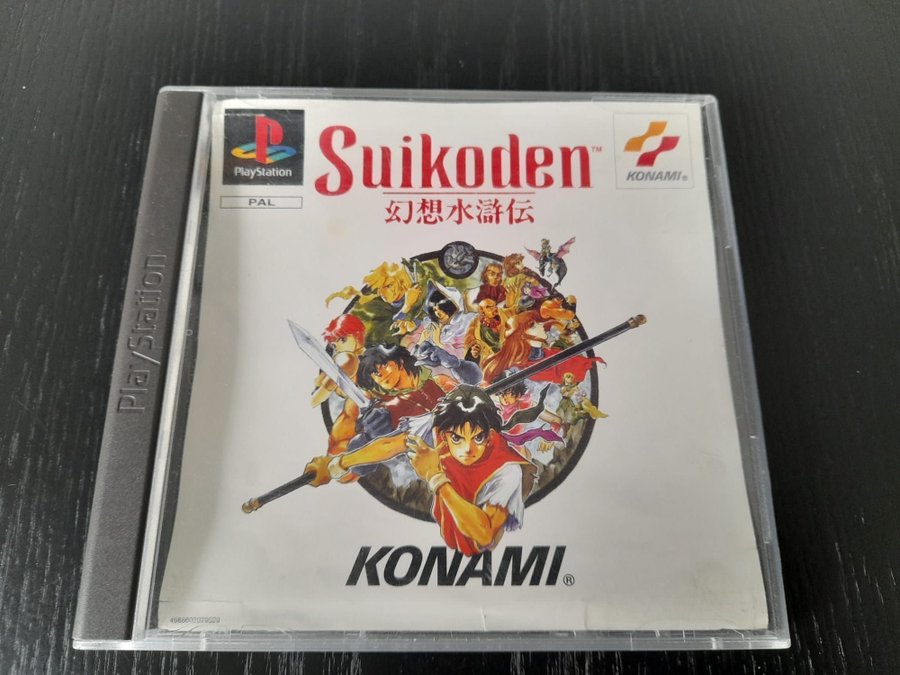 PlayStation
PAL
Suikoden™
幻想水滸伝
KONAMI®
PlayStation
KONAMI®